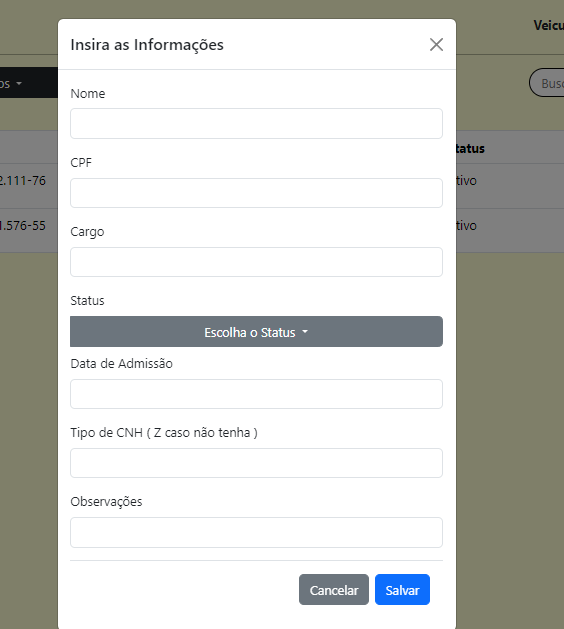 Insira as Informações
Nome
CPF
Cargo
Status
Escolha o Status
Data de Admissão
Tipo de CNH ( Z caso não tenha )
Observações
Cancelar
Salvar
Veicu
os
Busc
tatus
2.111-76
tivo
1.576-55
tivo